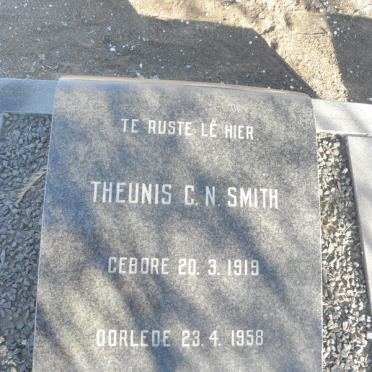 TE RUSTE LÊ HIER
THEUNIS C. N. SMITH
GEBORE 20. 3. 1919
OORLEDE 23. 4. 1958